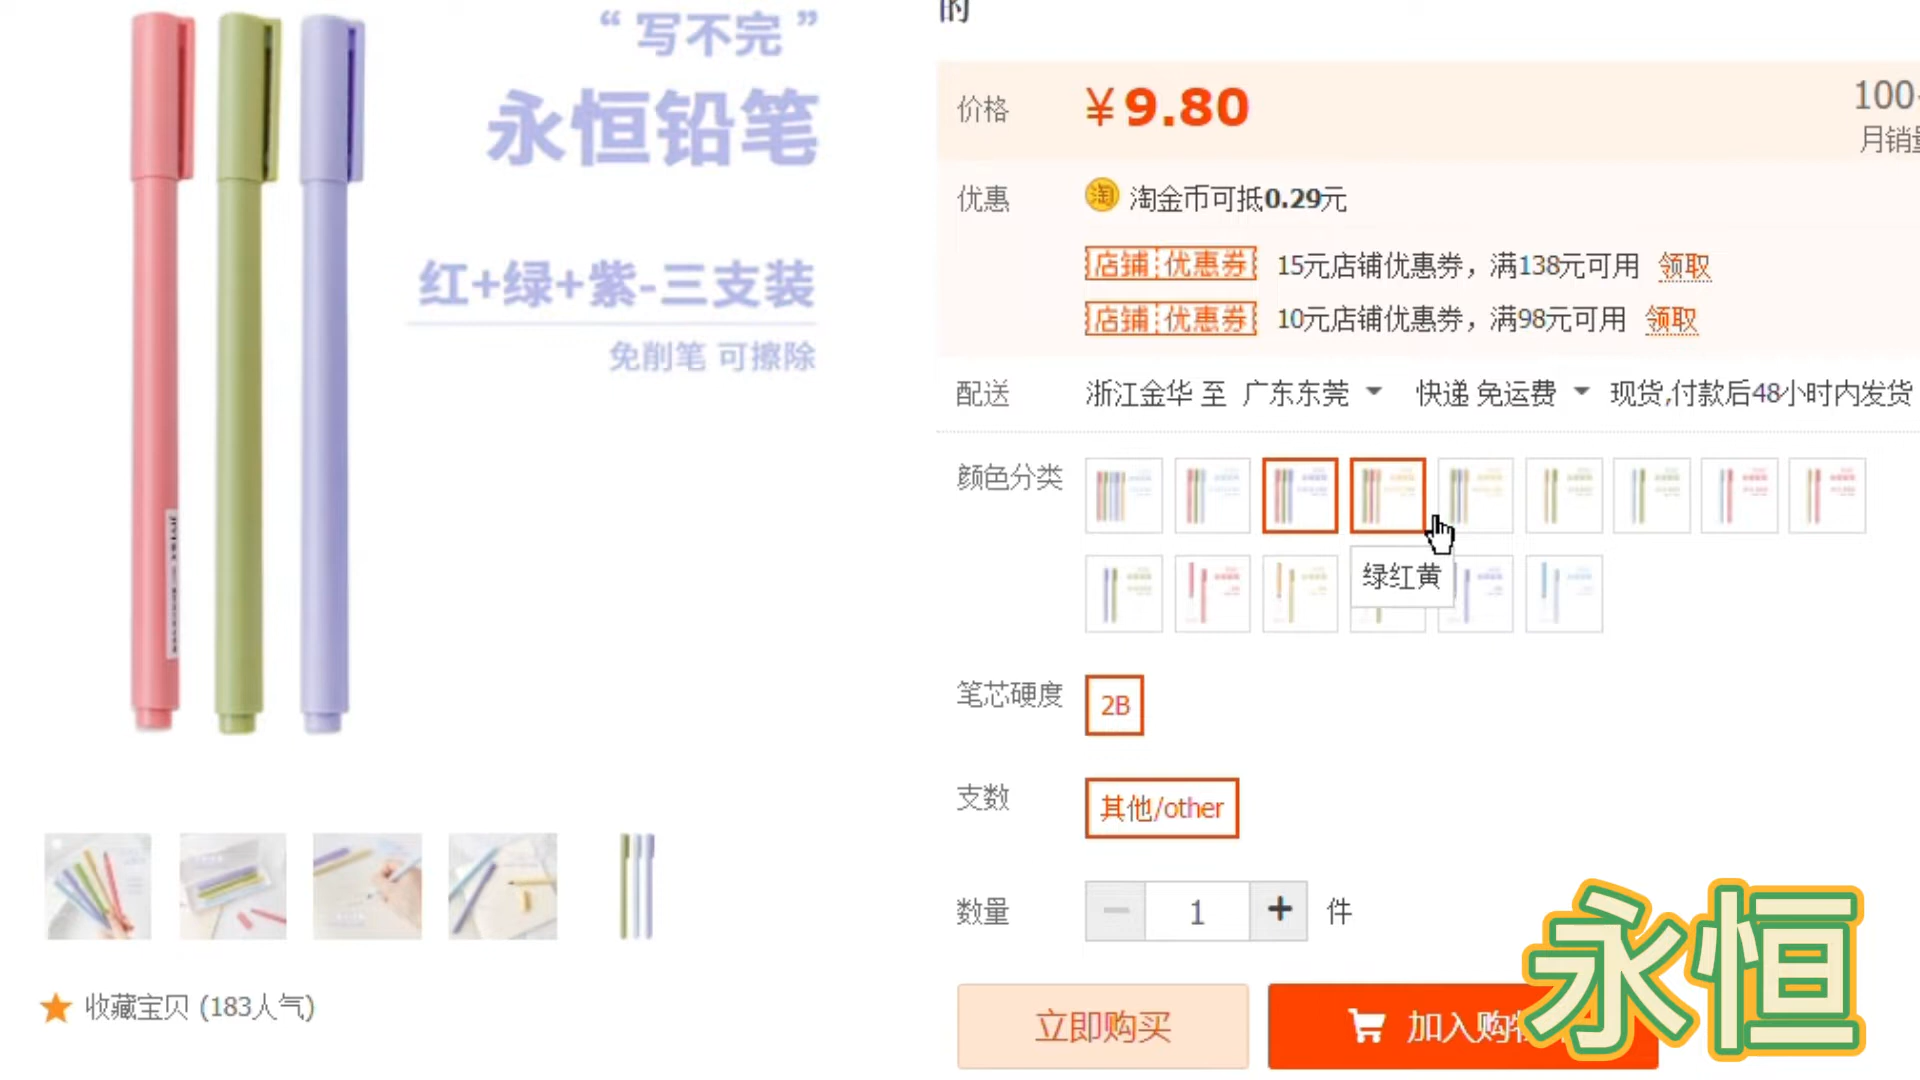 “写不完”
永恒铅笔
红+绿+紫-三支装
免削笔 可擦除
收藏宝贝 (183人气)
的
价格
¥9.80
100
月销量
优惠
淘
淘金币可抵0.29元
店铺 优惠券 15元店铺优惠券，满138元可用 领取
店铺 优惠券 10元店铺优惠券，满98元可用 领取
配送 浙江金华 至 广东东莞 快递 免运费 现货,付款后48小时内发货
颜色分类
绿红黄
笔芯硬度 2B
支数 其他/other
数量 1 件
立即购买
加入购物
永恒